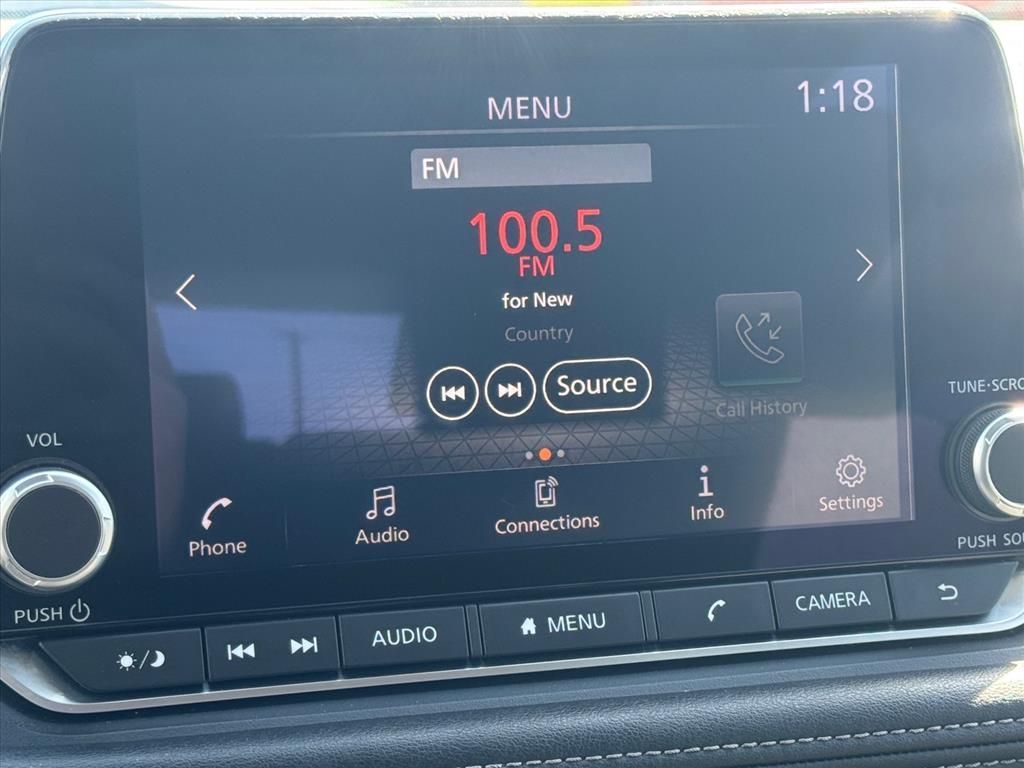 MENU
1:18
FM
100.5
FM
for New
Country
Source
Call History
TUNE·SCRO
VOL
Phone
Audio
Connections
Info
Settings
PUSH
PUSH SOU
AUDIO
MENU
CAMERA